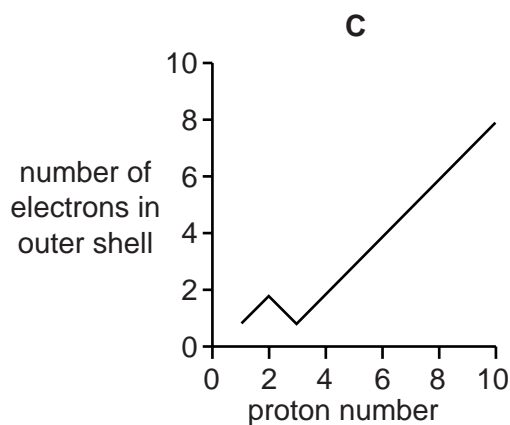 C
10
8
6
4
2
0
number of
electrons in
outer shell
0 2 4 6 8 10
proton number